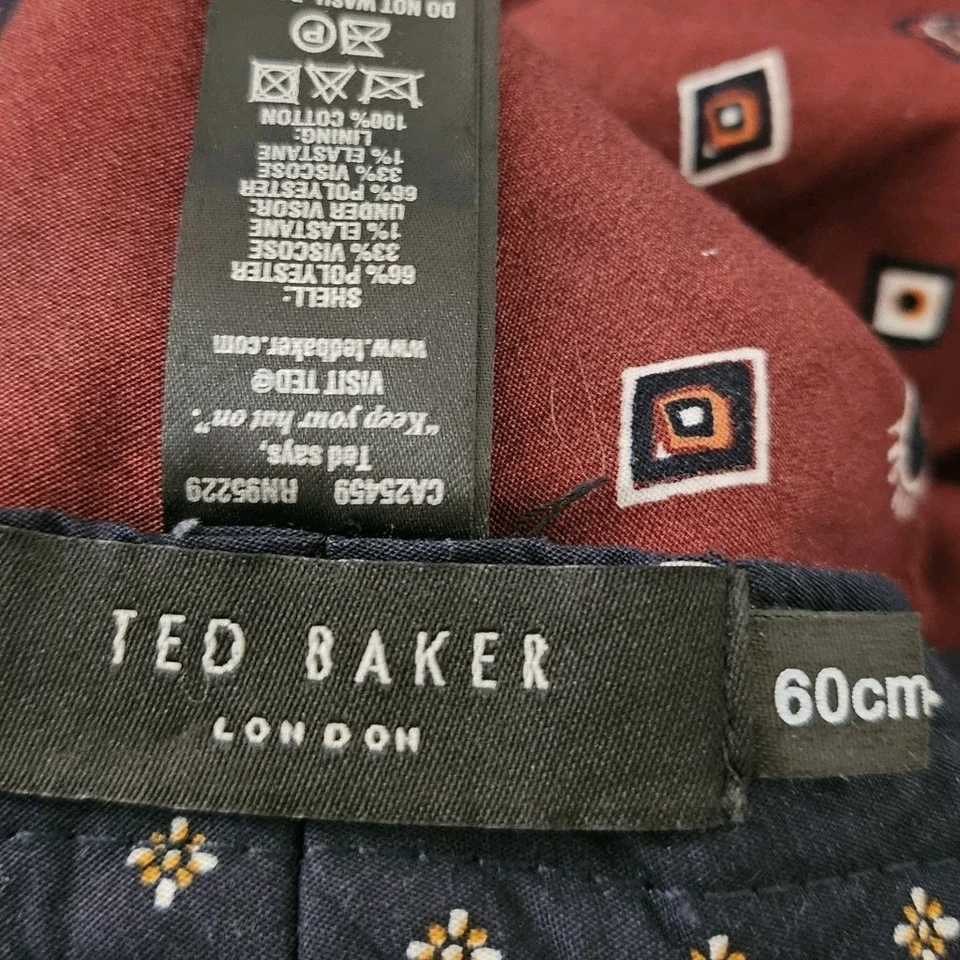 TED BAKER
LONDON
60cm
CA25459 RN95229
Ted says,
"Keep your hat on".
VISIT TED@
www.tedbaker.com
SHELL:
66% POLYESTER
33% VISCOSE
1% ELASTANE
UNDER VISOR:
66% POLYESTER
33% VISCOSE
1% ELASTANE
LINING:
100% COTTON
P
DO NOT WASH.